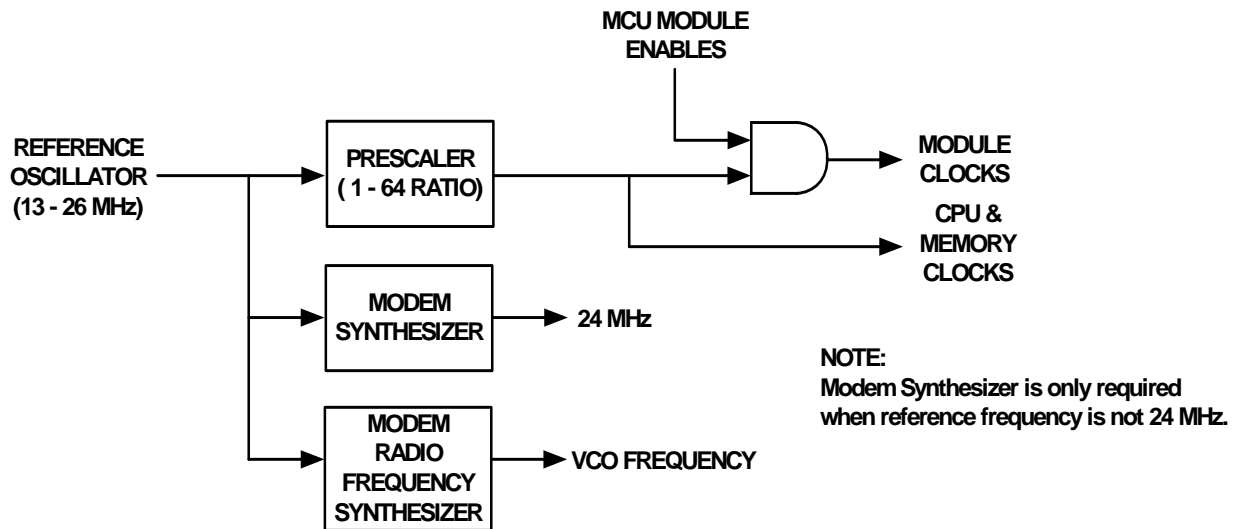 MCU MODULE
ENABLES
REFERENCE
OSCILLATOR
(13 - 26 MHz)
PRESCALER
( 1 - 64 RATIO)
MODULE
CLOCKS
CPU &
MEMORY
CLOCKS
MODEM
SYNTHESIZER
24 MHz
NOTE:
Modem Synthesizer is only required
when reference frequency is not 24 MHz.
MODEM
RADIO
FREQUENCY
SYNTHESIZER
VCO FREQUENCY